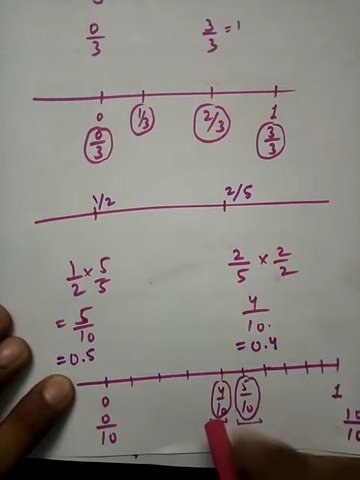 0/3 3/3 = 1
0 1/3 2/3 1
0/3 3/3
1/2 2/5
1/2 × 5/5 2/5 × 2/2
= 5/10 4/10.
= 0.5 = 0.4
0 4/10 5/10 1
0/10 10/10